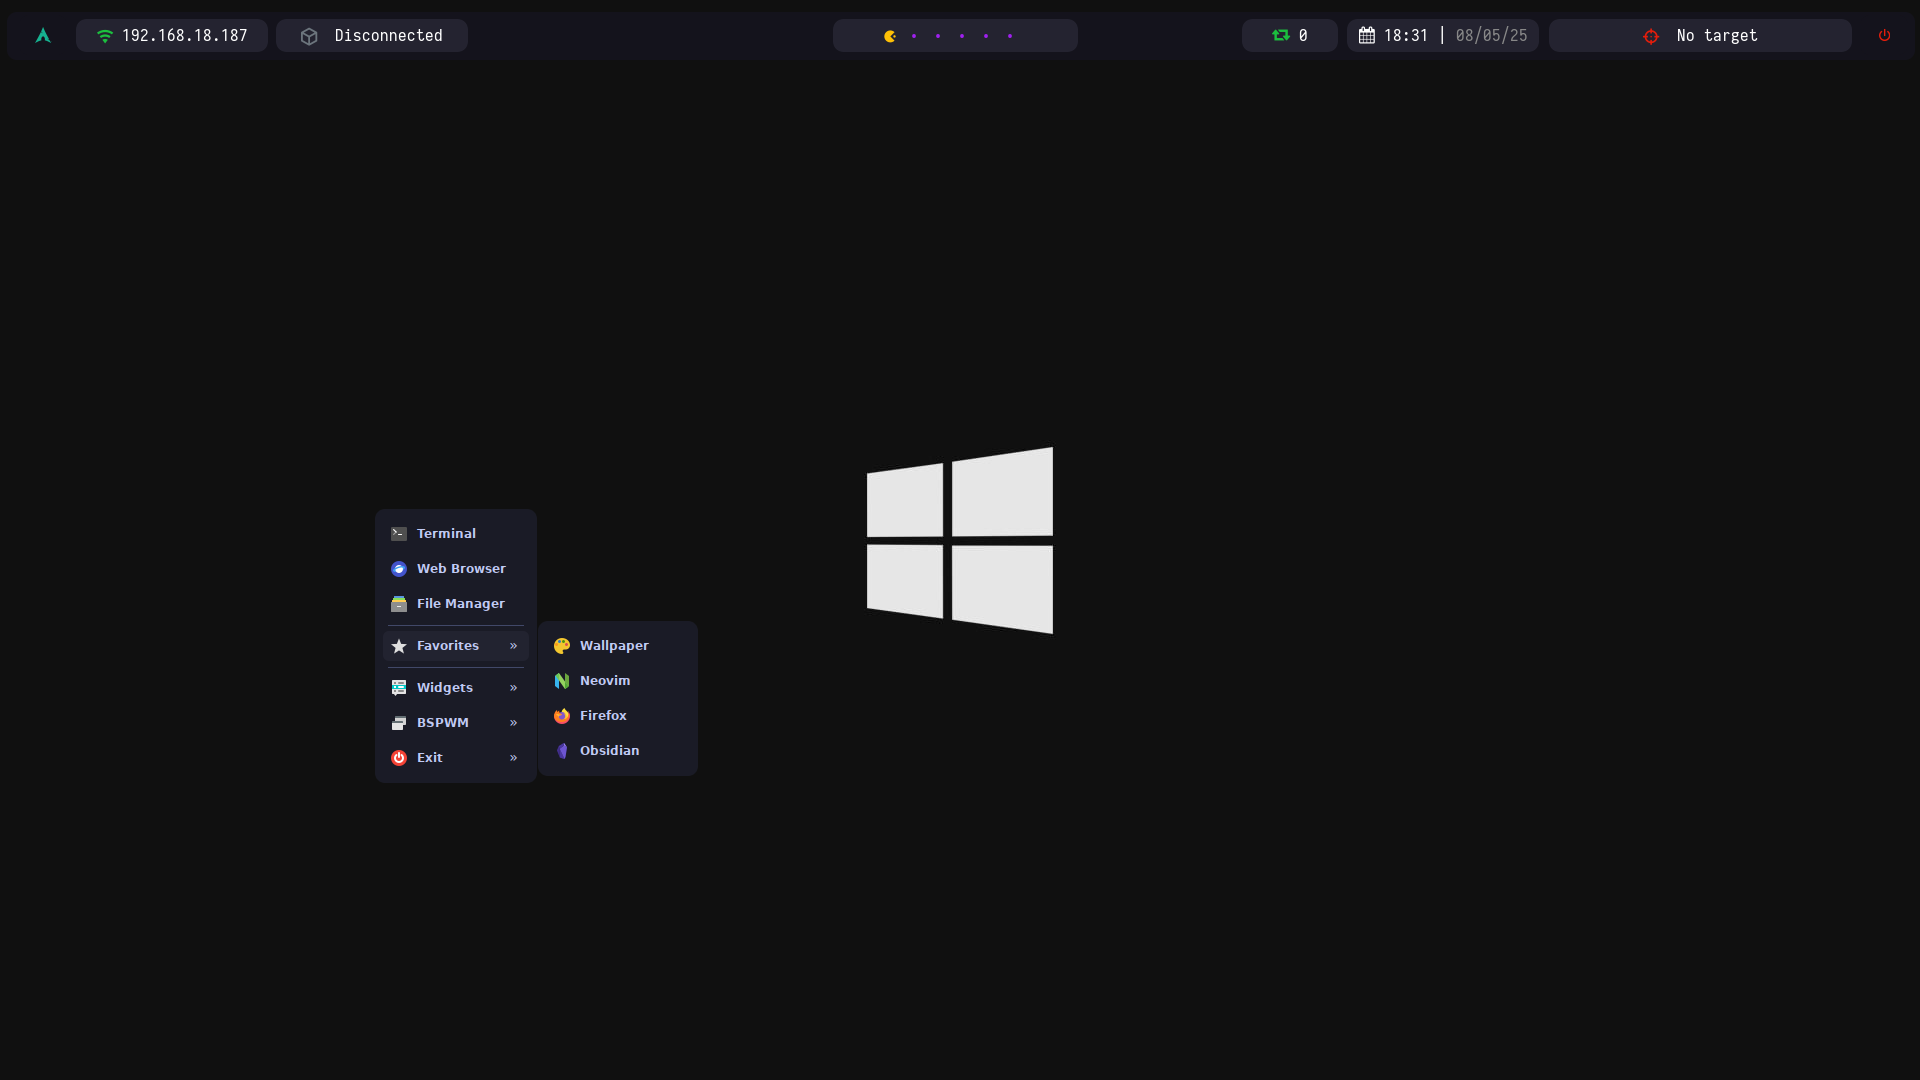 192.168.18.187
Disconnected
0
18:31 | 08/05/25
No target
Terminal
Web Browser
File Manager
Favorites »
Widgets »
BSPWM »
Exit »
Wallpaper
Neovim
Firefox
Obsidian